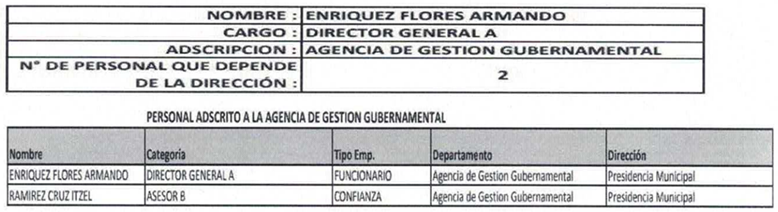 NOMBRE : ENRIQUEZ FLORES ARMANDO
CARGO : DIRECTOR GENERAL A
ADSCRIPCION : AGENCIA DE GESTION GUBERNAMENTAL
N° DE PERSONAL QUE DEPENDE
DE LA DIRECCIÓN : 2
PERSONAL ADSCRITO A LA AGENCIA DE GESTION GUBERNAMENTAL
Nombre Categoría Tipo Emp. Departamento Dirección
ENRIQUEZ FLORES ARMANDO DIRECTOR GENERAL A FUNCIONARIO Agencia de Gestion Gubernamental Presidencia Municipal
RAMIREZ CRUZ ITZEL ASESOR B CONFIANZA Agencia de Gestion Gubernamental Presidencia Municipal